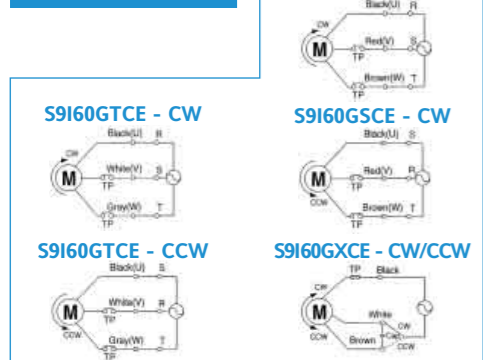 Black(U) R
CW
M
Red(V) S
TP
Brown(W) T
TP
S9I60GTCE - CW
Black(U) R
CW
M
White(V) S
TP
Gray(W) T
TP
S9I60GSCE - CW
Black(U) S
M
Red(V) R
TP
CCW
Brown(W) T
TP
S9I60GTCE - CCW
Black(U) S
M
White(V) R
TP
CCW
Gray(W) T
TP
S9I60GXCE - CW/CCW
TP Black
CW
M
White
CW
Cap
CCW
Brown
CCW